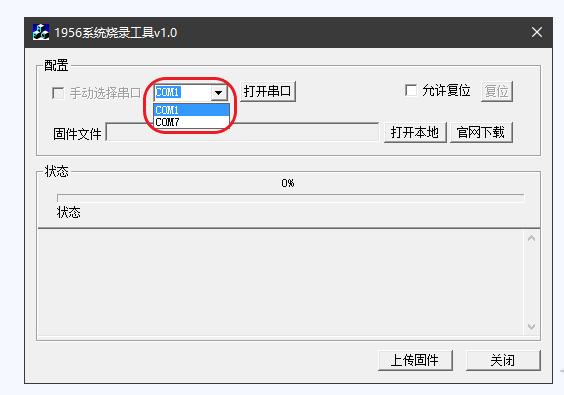 1956系统烧录工具v1.0
配置
手动选择串口 COM1 打开串口 允许复位 复位
COM1
COM7
固件文件 打开本地 官网下载
状态
0%
状态
上传固件 关闭